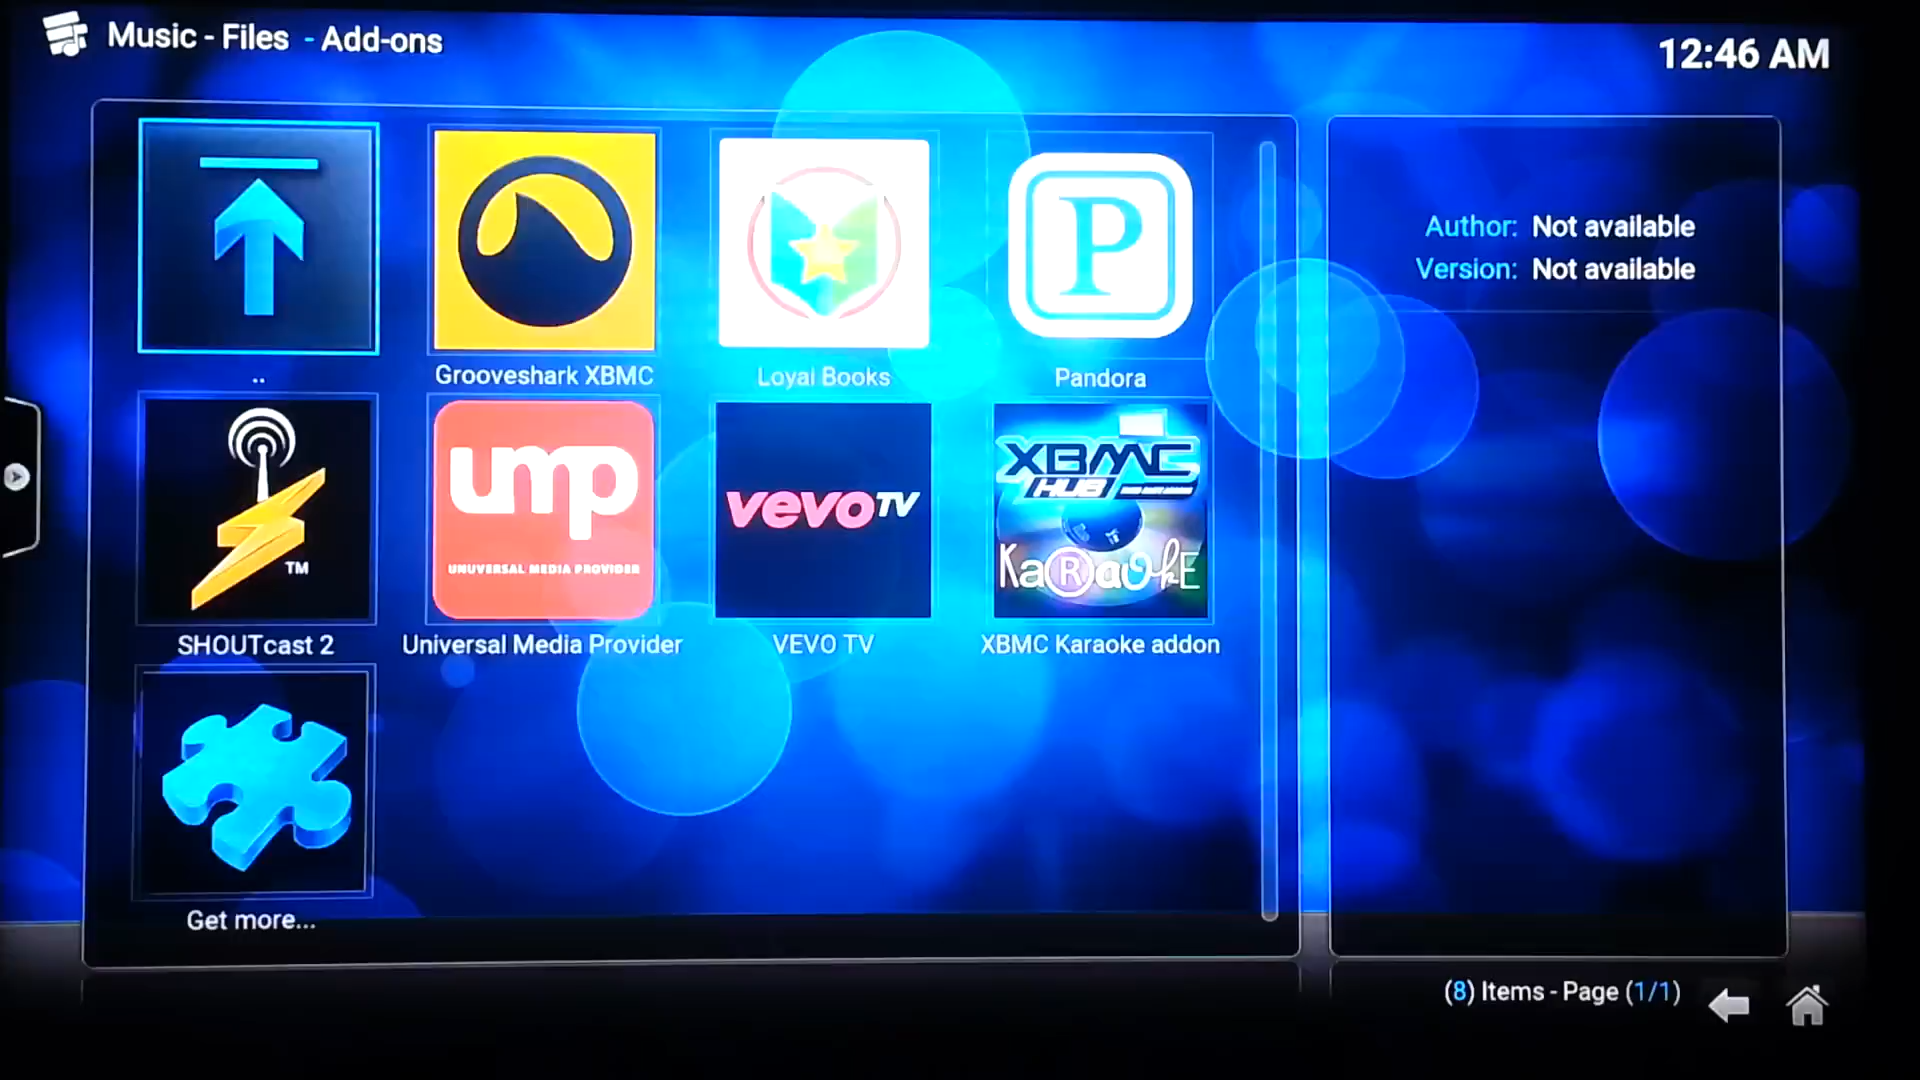 Music - Files - Add-ons
12:46 AM
P
Author: Not available
Version: Not available
..
Grooveshark XBMC
Loyal Books
Pandora
TM
ump
UNUVERSAL MEDIA PROVIDER
vevo TV
XBMC
HUB
KaRaokE
SHOUTcast 2
Universal Media Provider
VEVO TV
XBMC Karaoke addon
Get more...
(8) Items - Page (1/1)